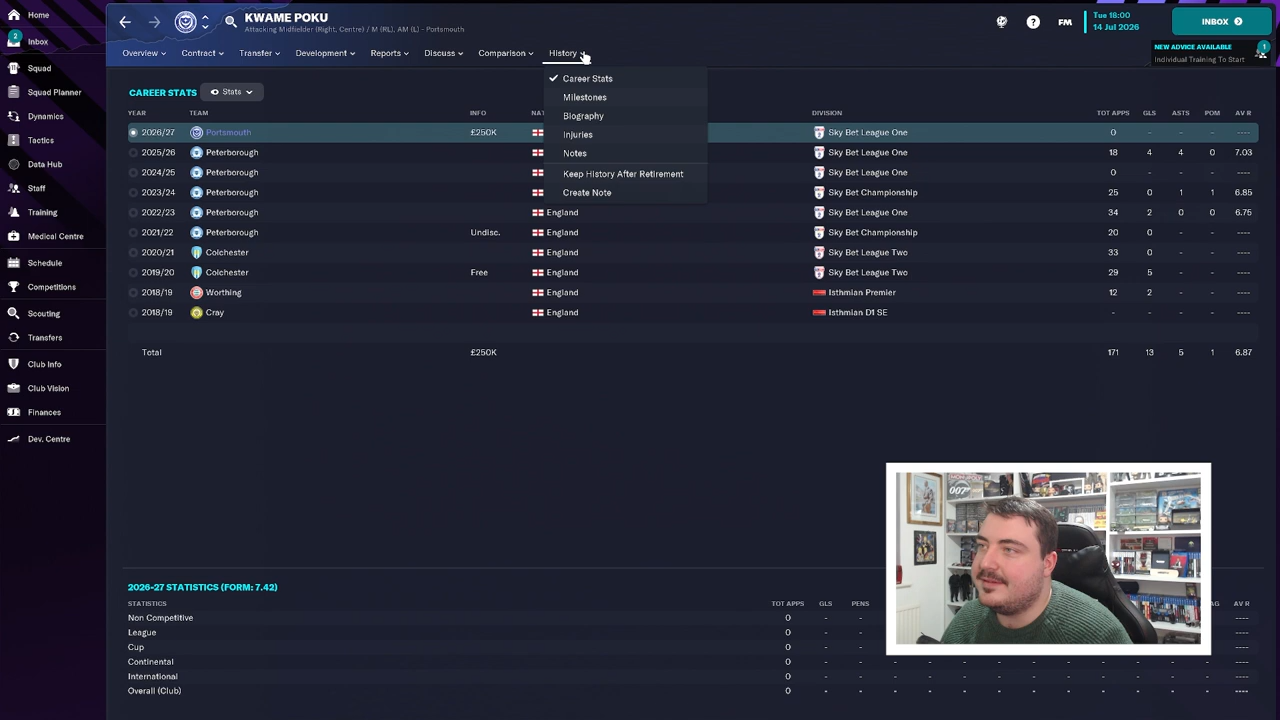 Home
2
Inbox
Squad
Squad Planner
Dynamics
Tactics
Data Hub
Staff
Training
Medical Centre
Schedule
Competitions
Scouting
Transfers
Club Info
Club Vision
Finances
Dev. Centre
KWAME POKU
Attacking Midfielder (Right, Centre) / M (RL), AM (L) - Portsmouth
FM
Tue 18:00
14 Jul 2026
INBOX
NEW ADVICE AVAILABLE
Individual Training To Start
1
Overview Contract Transfer Development Reports Discuss Comparison History
Career Stats
Milestones
Biography
Injuries
Notes
Keep History After Retirement
Create Note
CAREER STATS Stats
YEAR TEAM INFO NAT DIVISION TOT APPS GLS ASTS POM AV R
2026/27 Portsmouth £250K Sky Bet League One 0 - - - ----
2025/26 Peterborough Sky Bet League One 18 4 4 0 7.03
2024/25 Peterborough Sky Bet League One 0 - - - ----
2023/24 Peterborough Sky Bet Championship 25 0 1 1 6.85
2022/23 Peterborough England Sky Bet League One 34 2 0 0 6.75
2021/22 Peterborough Undisc. England Sky Bet Championship 20 0 - - ----
2020/21 Colchester England Sky Bet League Two 33 0 - - ----
2019/20 Colchester Free England Sky Bet League Two 29 5 - - ----
2018/19 Worthing England Isthmian Premier 12 2 - - ----
2018/19 Cray England Isthmian D1 SE - - - - ----
Total £250K 171 13 5 1 6.87
2026-27 STATISTICS (FORM: 7.42)
STATISTICS TOT APPS GLS PENS AV R
Non Competitive 0 - - ----
League 0 - - ----
Cup 0 - - ----
Continental 0 - - - - - - - - - ----
International 0 - - - - - - - - - ----
Overall (Club) 0 - - - - - - - - - ----
007